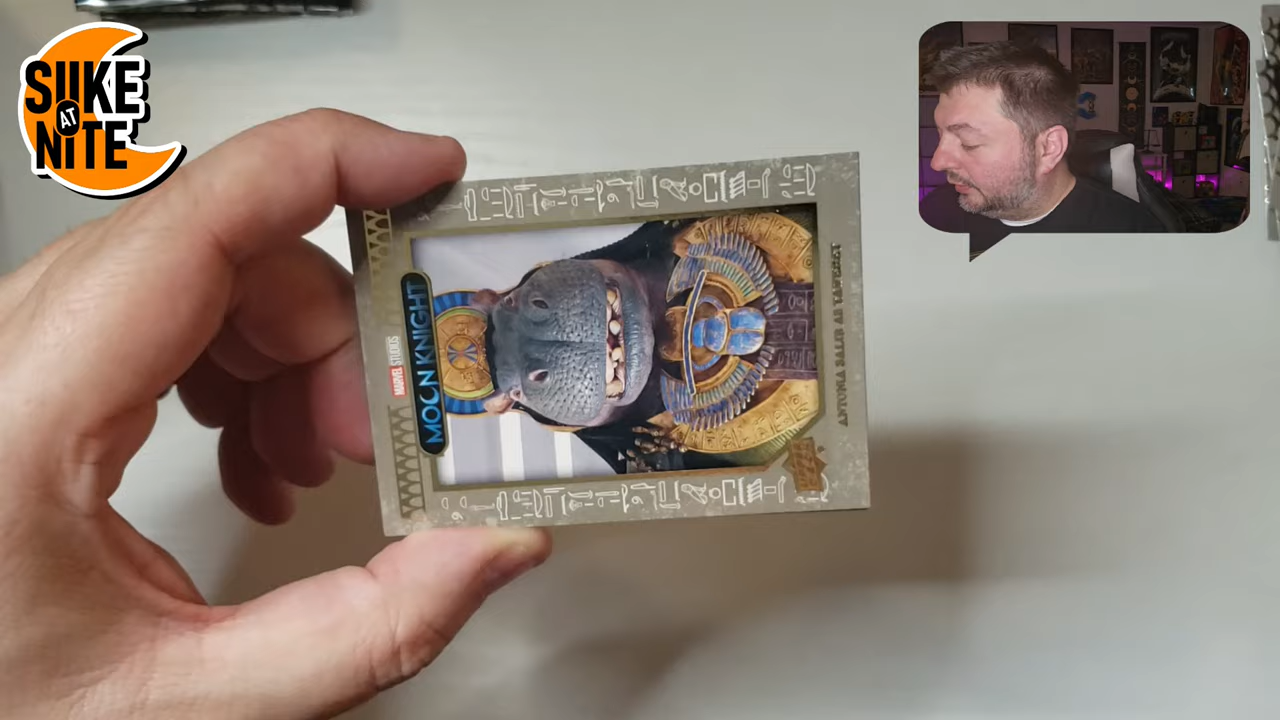 SUKE
AT
NITE
MARVEL STUDIOS
MOON KNIGHT
ANTONIA SALIB AS TAWERET